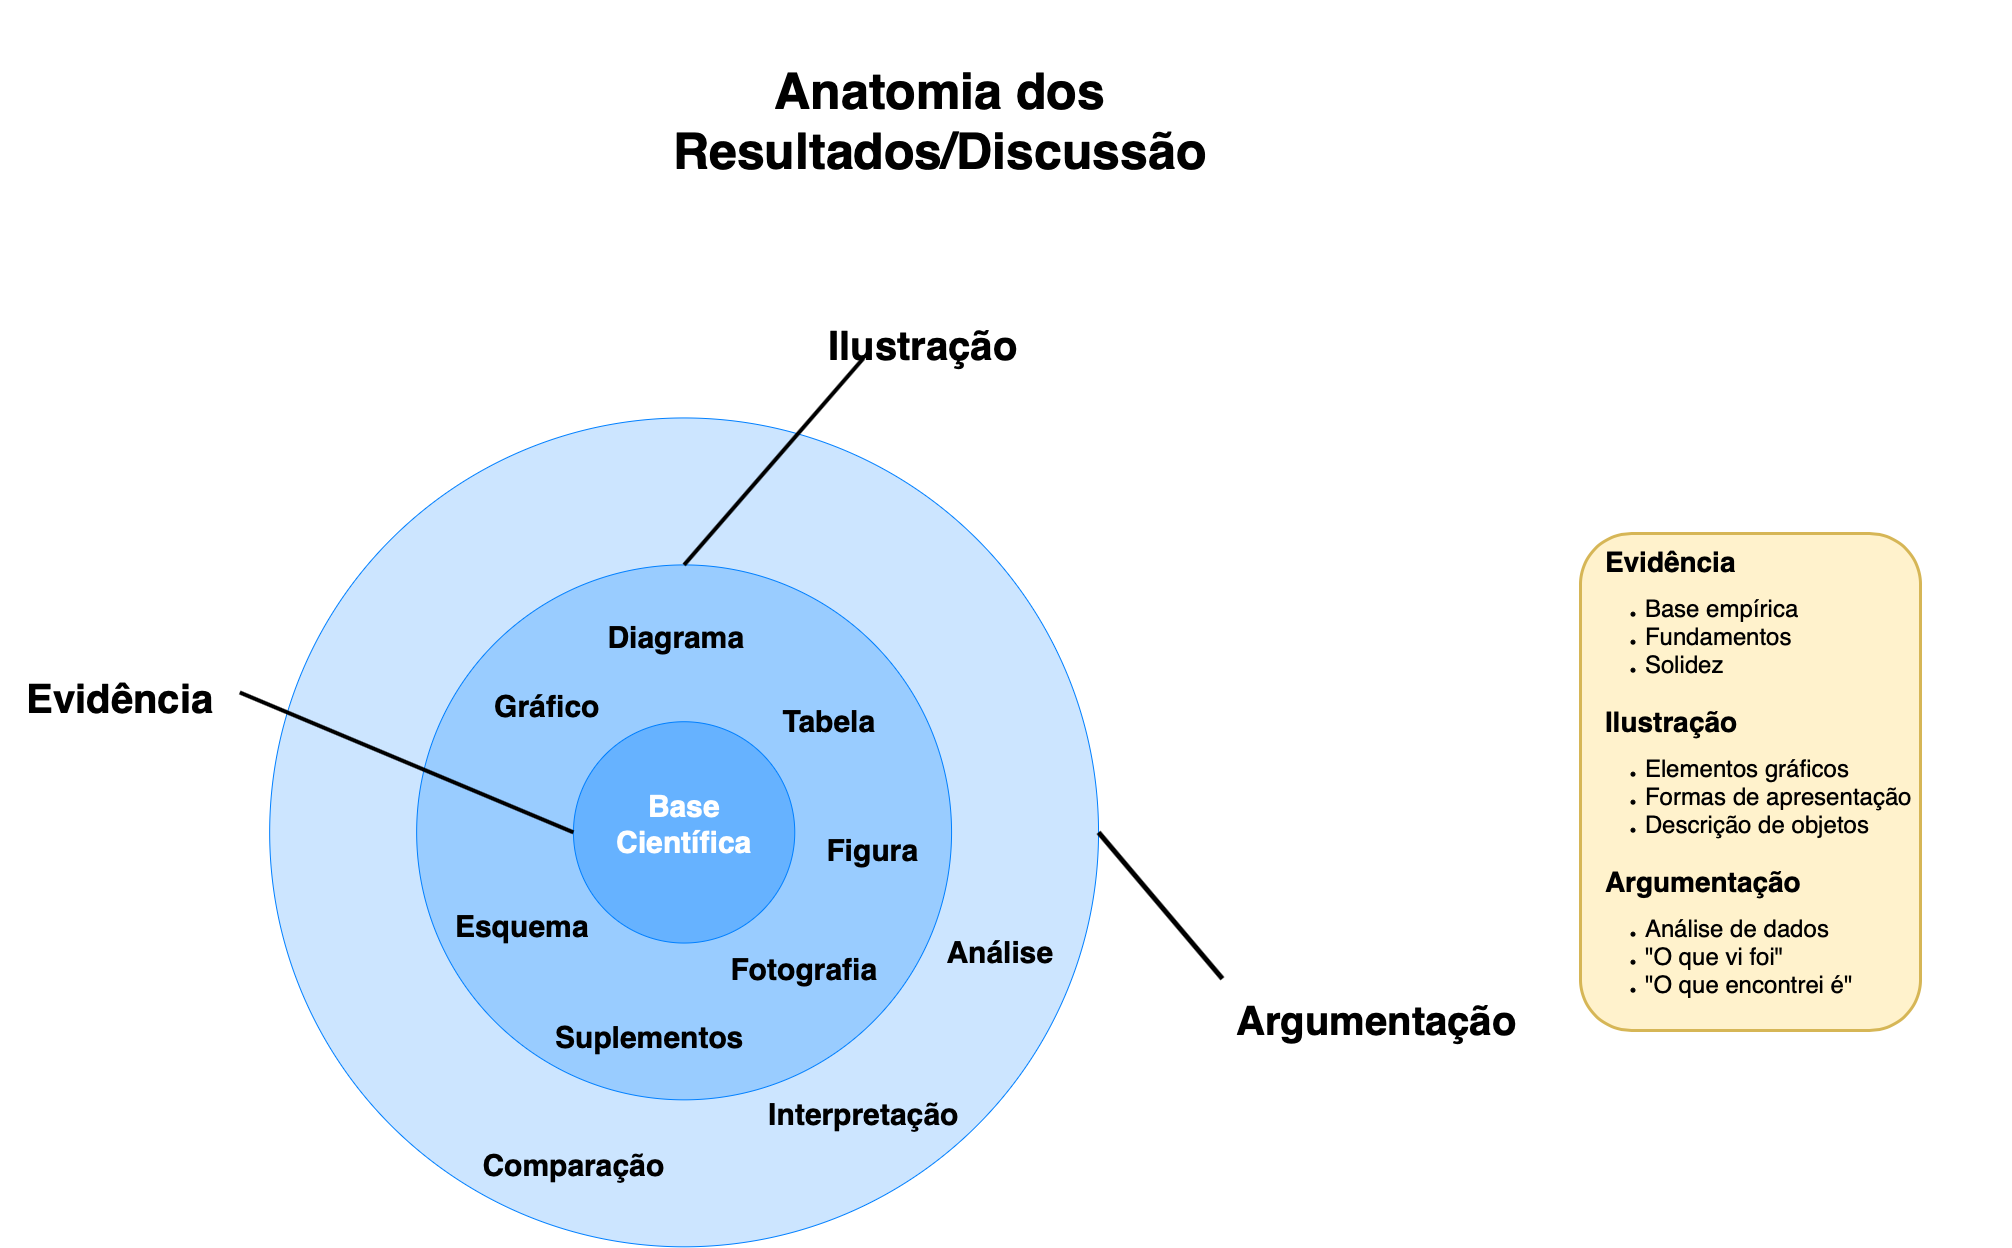 Anatomia dos
Resultados/Discussão
Ilustração
Diagrama
Gráfico
Tabela
Evidência
Base
Científica
Figura
Esquema
Fotografia
Análise
Suplementos
Argumentação
Interpretação
Comparação
Evidência
• Base empírica
• Fundamentos
• Solidez
Ilustração
• Elementos gráficos
• Formas de apresentação
• Descrição de objetos
Argumentação
• Análise de dados
• "O que vi foi"
• "O que encontrei é"